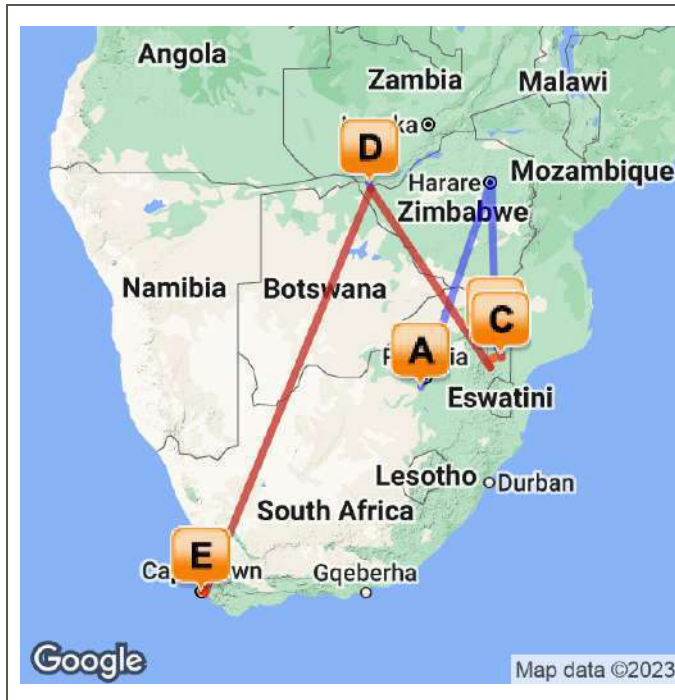 Angola
Zambia
Malawi
D
Harare
Mozambique
Zimbabwe
Namibia
Botswana
C
A
Eswatini
Lesotho
Durban
South Africa
E
Gqeberha
Google
Map data ©2023